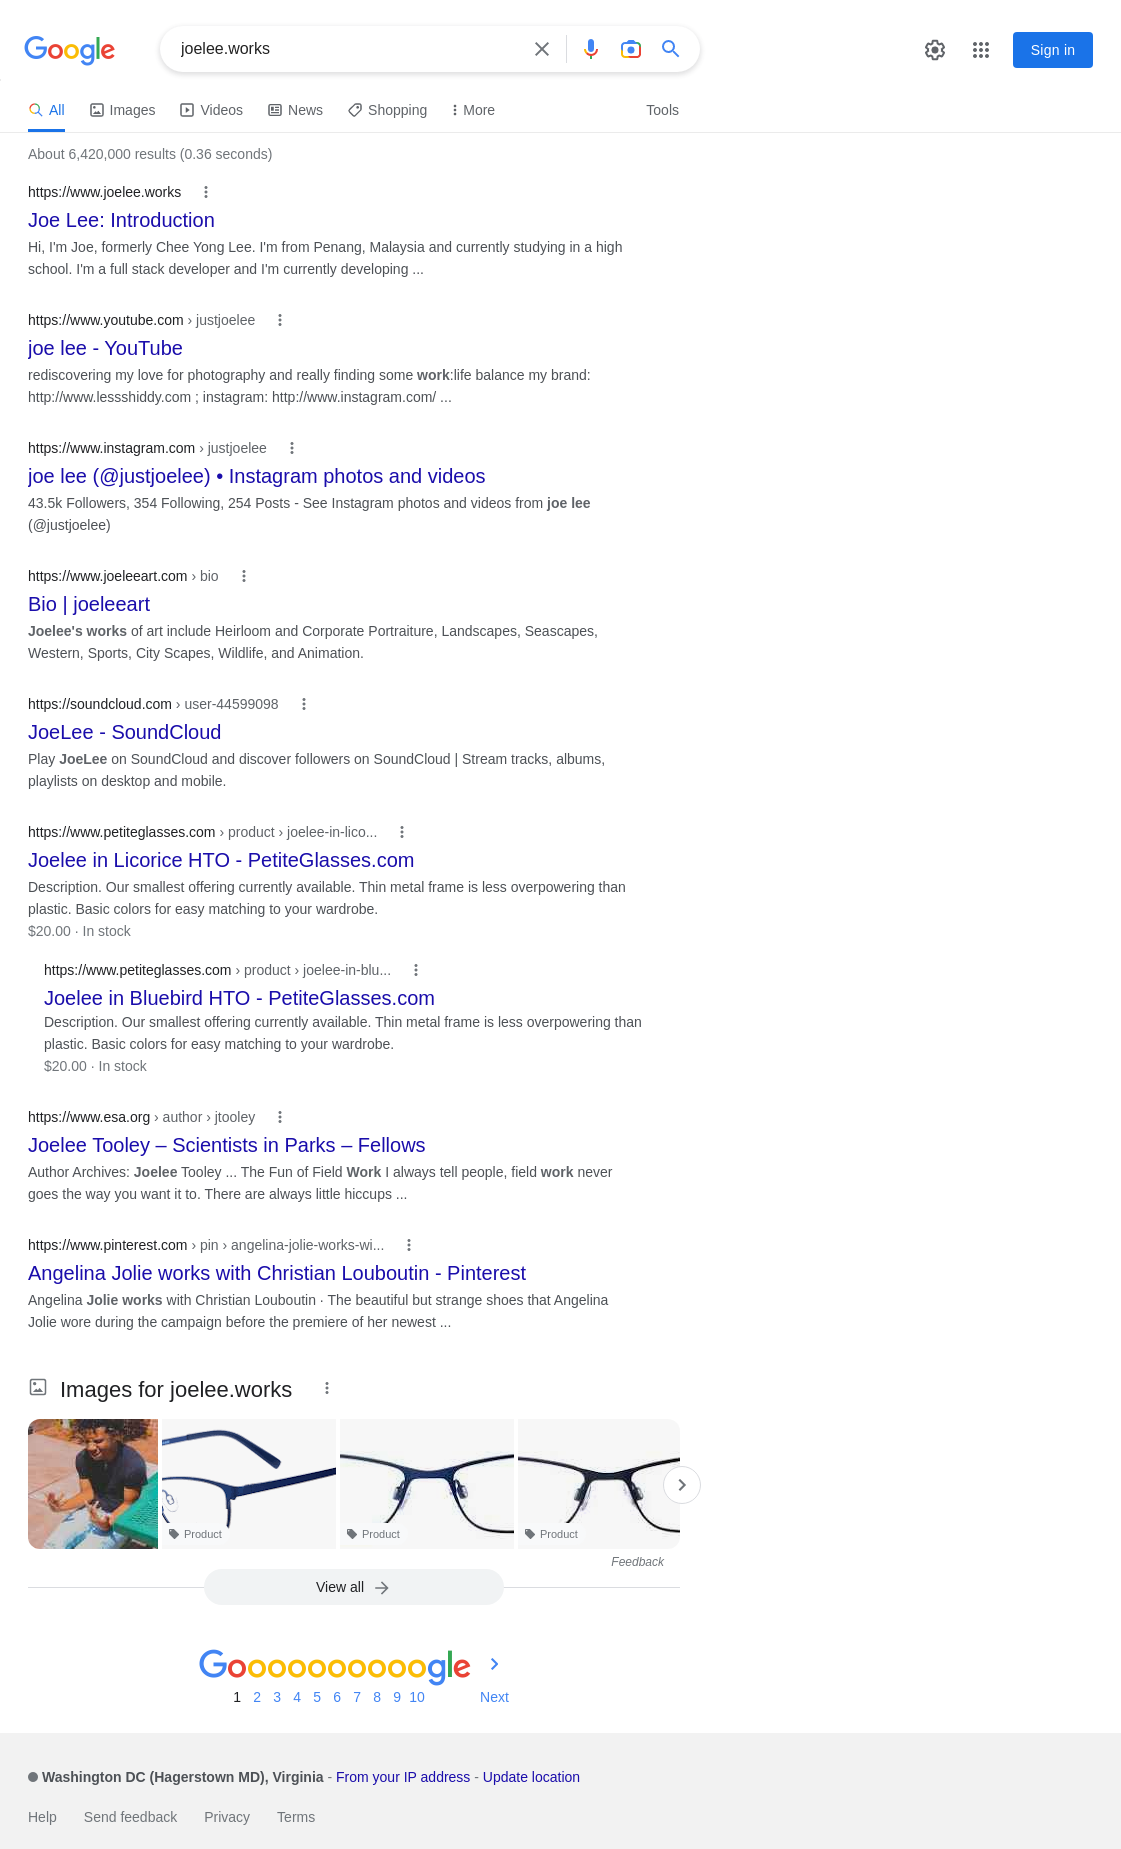 Google
joelee.works
Sign in
All Images Videos News Shopping More Tools
About 6,420,000 results (0.36 seconds)
https://www.joelee.works
Joe Lee: Introduction
Hi, I'm Joe, formerly Chee Yong Lee. I'm from Penang, Malaysia and currently studying in a high
school. I'm a full stack developer and I'm currently developing ...
https://www.youtube.com › justjoelee
joe lee - YouTube
rediscovering my love for photography and really finding some work:life balance my brand:
http://www.lessshiddy.com ; instagram: http://www.instagram.com/ ...
https://www.instagram.com › justjoelee
joe lee (@justjoelee) • Instagram photos and videos
43.5k Followers, 354 Following, 254 Posts - See Instagram photos and videos from joe lee
(@justjoelee)
https://www.joeleeart.com › bio
Bio | joeleeart
Joelee's works of art include Heirloom and Corporate Portraiture, Landscapes, Seascapes,
Western, Sports, City Scapes, Wildlife, and Animation.
https://soundcloud.com › user-44599098
JoeLee - SoundCloud
Play JoeLee on SoundCloud and discover followers on SoundCloud | Stream tracks, albums,
playlists on desktop and mobile.
https://www.petiteglasses.com › product › joelee-in-lico...
Joelee in Licorice HTO - PetiteGlasses.com
Description. Our smallest offering currently available. Thin metal frame is less overpowering than
plastic. Basic colors for easy matching to your wardrobe.
$20.00 · In stock
https://www.petiteglasses.com › product › joelee-in-blu...
Joelee in Bluebird HTO - PetiteGlasses.com
Description. Our smallest offering currently available. Thin metal frame is less overpowering than
plastic. Basic colors for easy matching to your wardrobe.
$20.00 · In stock
https://www.esa.org › author › jtooley
Joelee Tooley – Scientists in Parks – Fellows
Author Archives: Joelee Tooley ... The Fun of Field Work I always tell people, field work never
goes the way you want it to. There are always little hiccups ...
https://www.pinterest.com › pin › angelina-jolie-works-wi...
Angelina Jolie works with Christian Louboutin - Pinterest
Angelina Jolie works with Christian Louboutin · The beautiful but strange shoes that Angelina
Jolie wore during the campaign before the premiere of her newest ...
Images for joelee.works
Product Product Product
Feedback
View all
Goooooooooogle
1 2 3 4 5 6 7 8 9 10 Next
Washington DC (Hagerstown MD), Virginia - From your IP address - Update location
Help Send feedback Privacy Terms